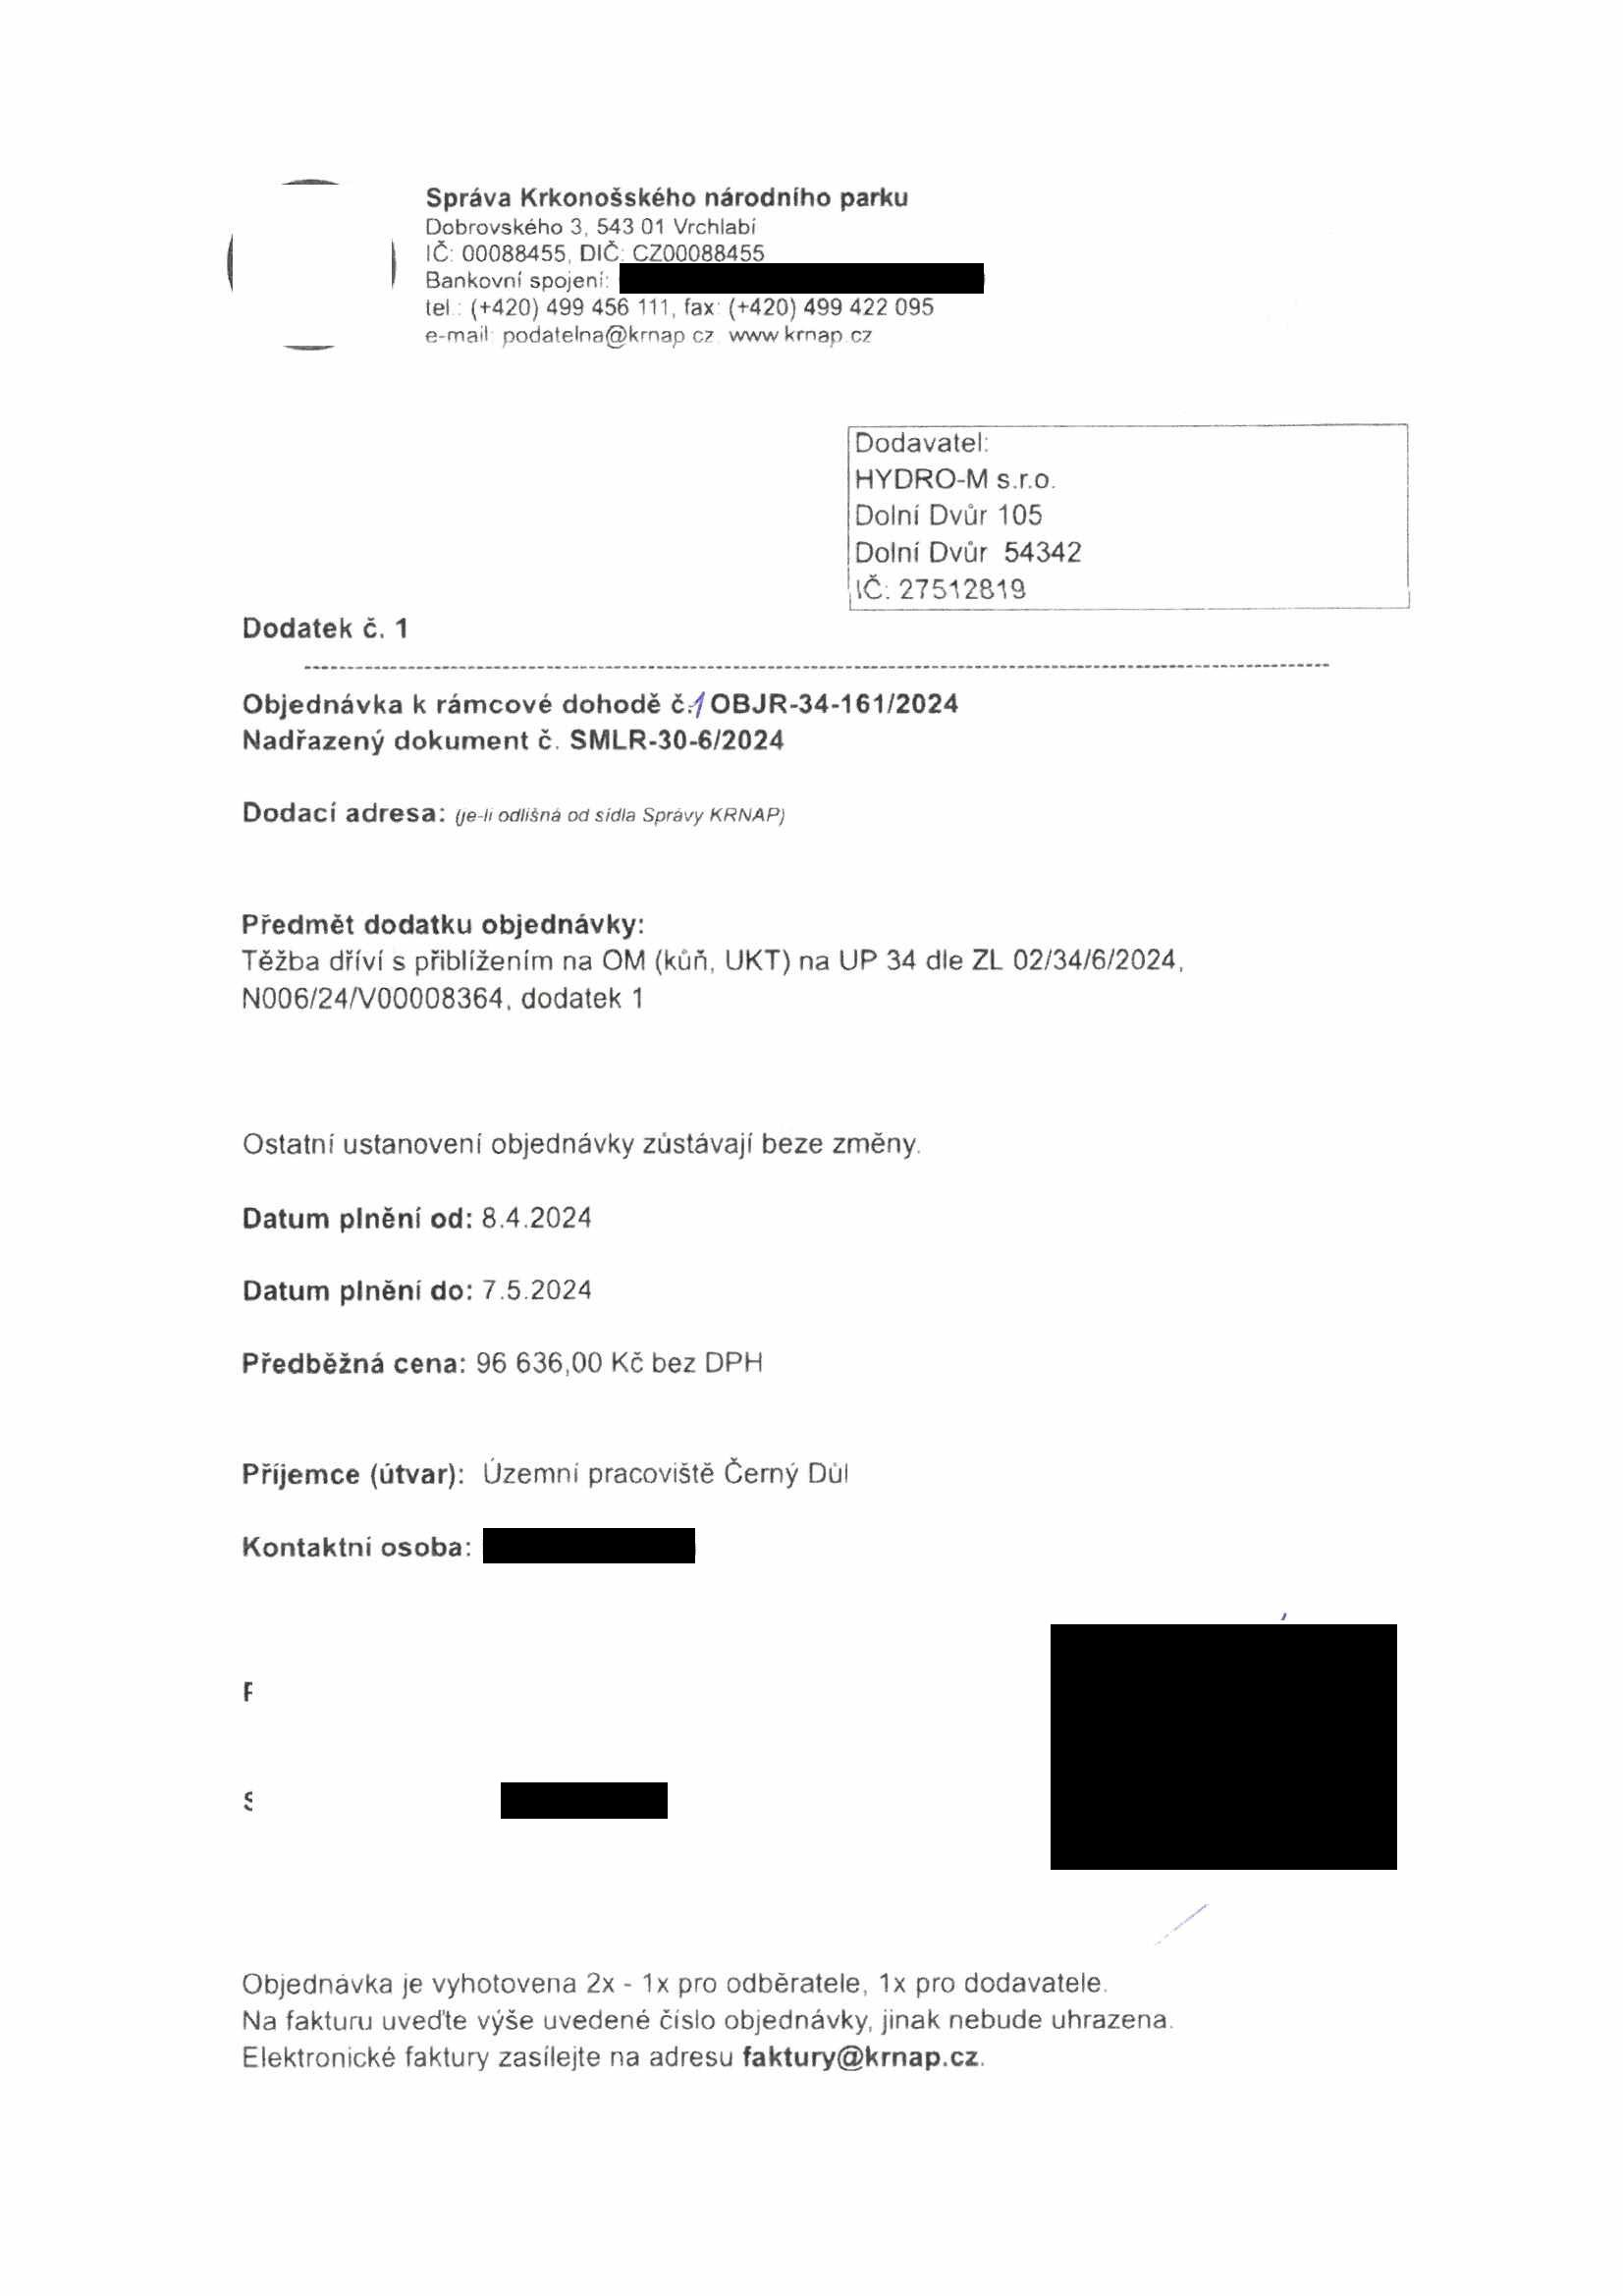 Správa Krkonošského národního parku
Dobrovského 3, 543 01 Vrchlabí
IČ: 00088455, DIČ: CZ00088455
Bankovní spojení:
tel.: (+420) 499 456 111, fax: (+420) 499 422 095
e-mail: podatelna@krnap.cz, www.krnap.cz
Dodavatel:
HYDRO-M s.r.o.
Dolní Dvůr 105
Dolní Dvůr  54342
IČ: 27512819
Dodatek č. 1
Objednávka k rámcové dohodě č.1 OBJR-34-161/2024
Nadřazený dokument č. SMLR-30-6/2024
Dodací adresa: (je-li odlišná od sídla Správy KRNAP)
Předmět dodatku objednávky:
Těžba dříví s přiblížením na OM (kůň, UKT) na UP 34 dle ZL 02/34/6/2024,
N006/24/V00008364, dodatek 1
Ostatní ustanovení objednávky zůstávají beze změny.
Datum plnění od: 8.4.2024
Datum plnění do: 7.5.2024
Předběžná cena: 96 636,00 Kč bez DPH
Příjemce (útvar): Územní pracoviště Černý Důl
Kontaktní osoba:
Objednávka je vyhotovena 2x - 1x pro odběratele, 1x pro dodavatele.
Na fakturu uveďte výše uvedené číslo objednávky, jinak nebude uhrazena.
Elektronické faktury zasílejte na adresu faktury@krnap.cz.